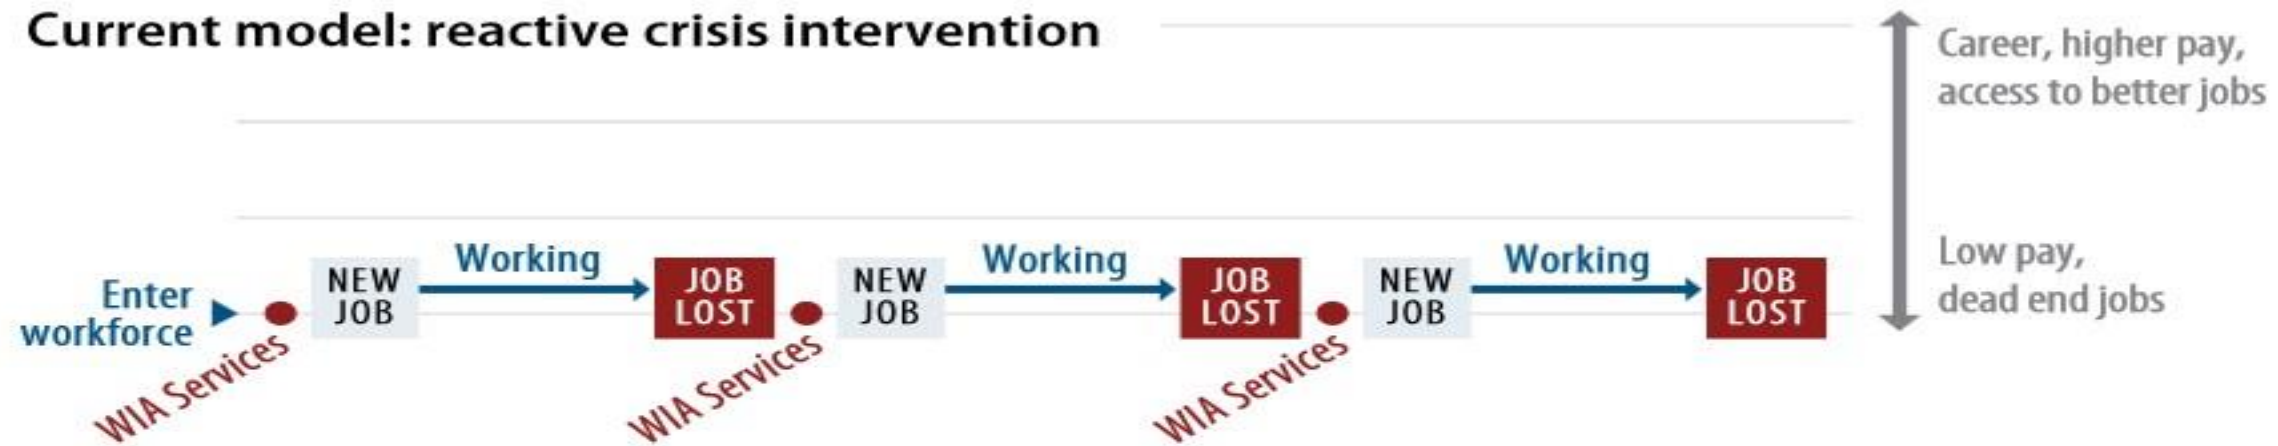 Current model: reactive crisis intervention
Career, higher pay,
access to better jobs
Low pay,
dead end jobs
Enter
workforce
WIA Services
NEW
JOB
Working
JOB
LOST
WIA Services
NEW
JOB
Working
JOB
LOST
WIA Services
NEW
JOB
Working
JOB
LOST